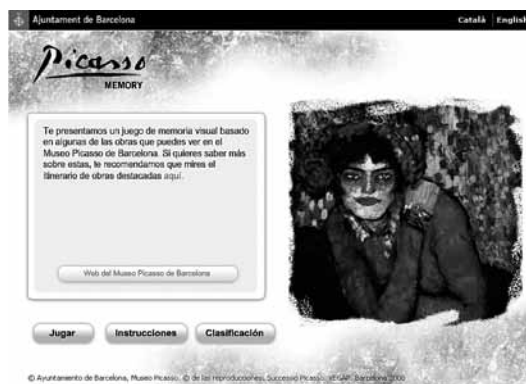 Ajuntament de Barcelona
Català English
Picasso
MEMORY
Te presentamos un juego de memoria visual basado
en algunas de las obras que puedes ver en el
Museo Picasso de Barcelona. Si quieres saber más
sobre estas, te recomendamos que mires el
itinerario de obras destacadas aquí.
Web del Museo Picasso de Barcelona
Jugar Instrucciones Clasificación
© Ayuntamiento de Barcelona, Museo Picasso. © de las reproducciones, Successió Picasso, VEGAP, Barcelona